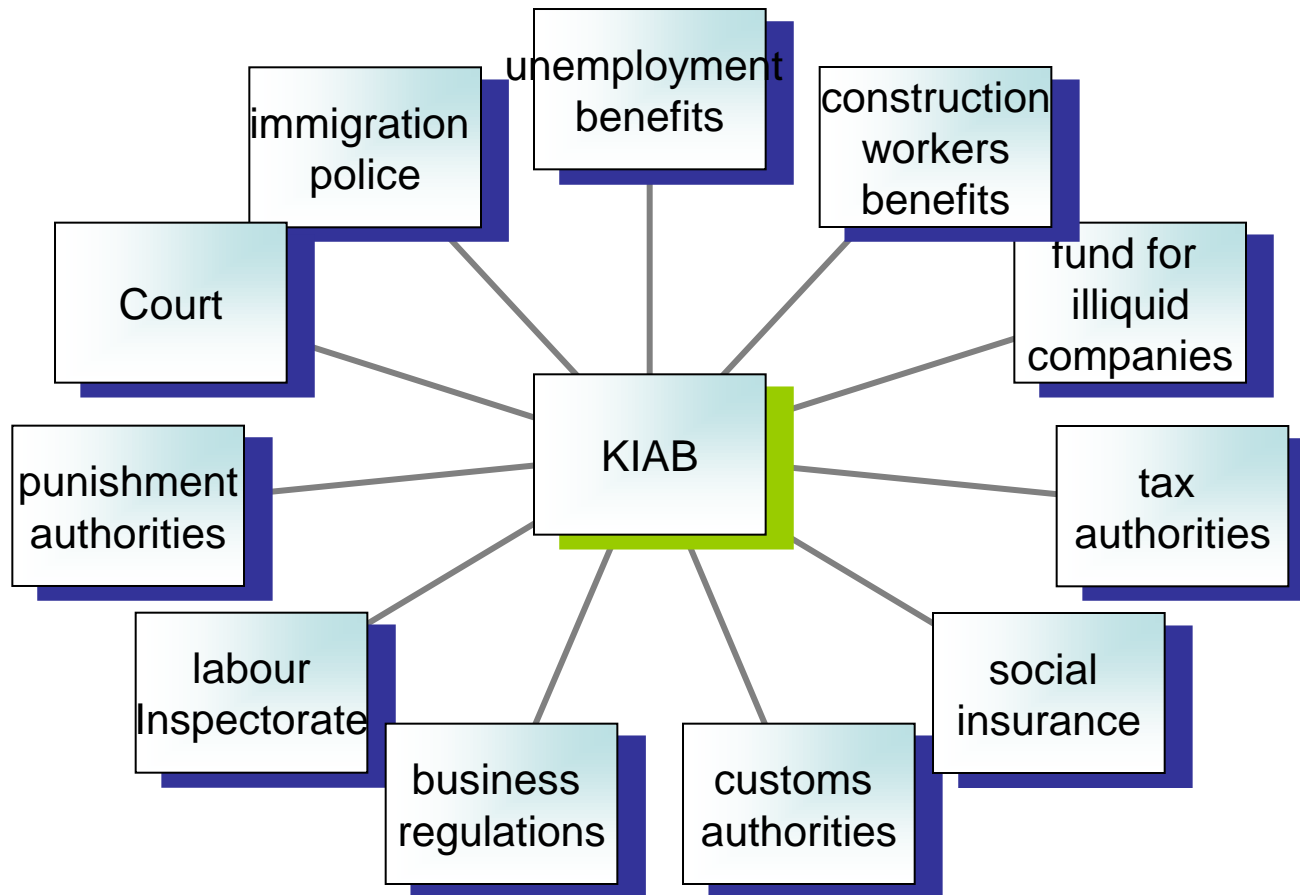 unemployment
benefits
construction
workers
benefits
immigration
police
fund for
illiquid
companies
Court
KIAB
punishment
authorities
tax
authorities
labour
Inspectorate
social
insurance
business
regulations
customs
authorities